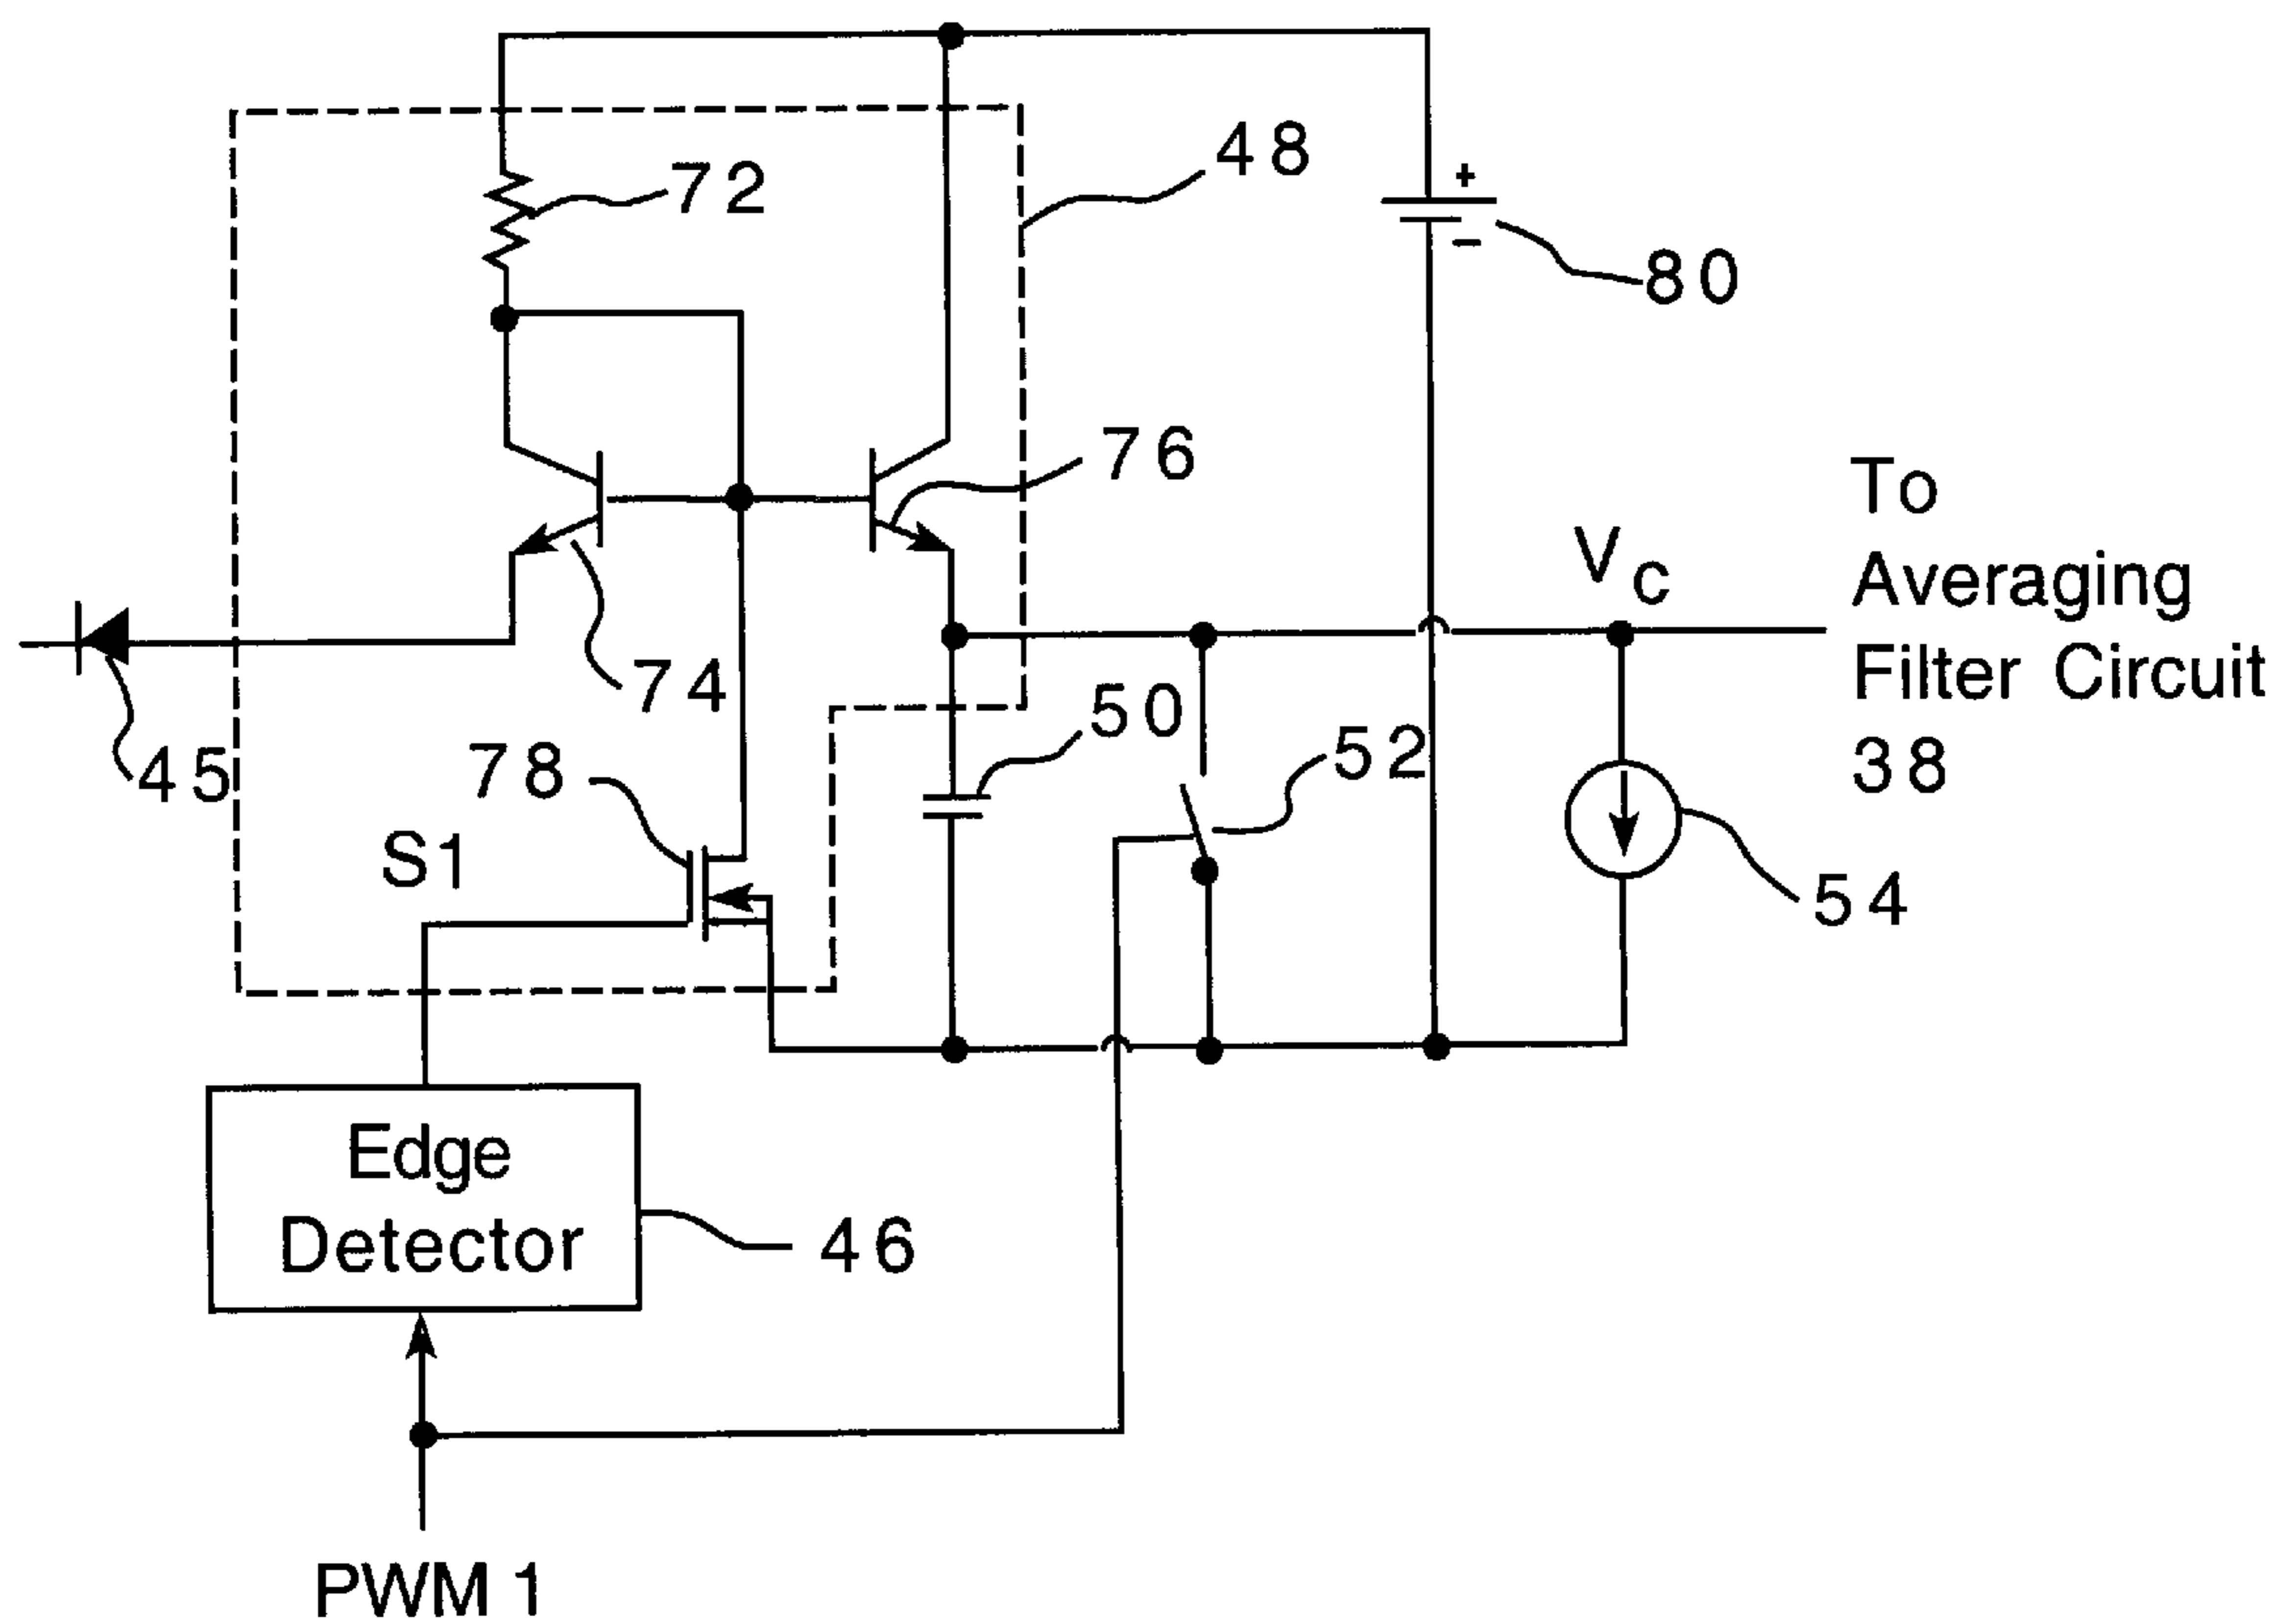 48
72
+
-
80
76
To
Averaging
Filter Circuit
38
Vc
74
50
52
45
78
S1
54
Edge
Detector
46
PWM 1